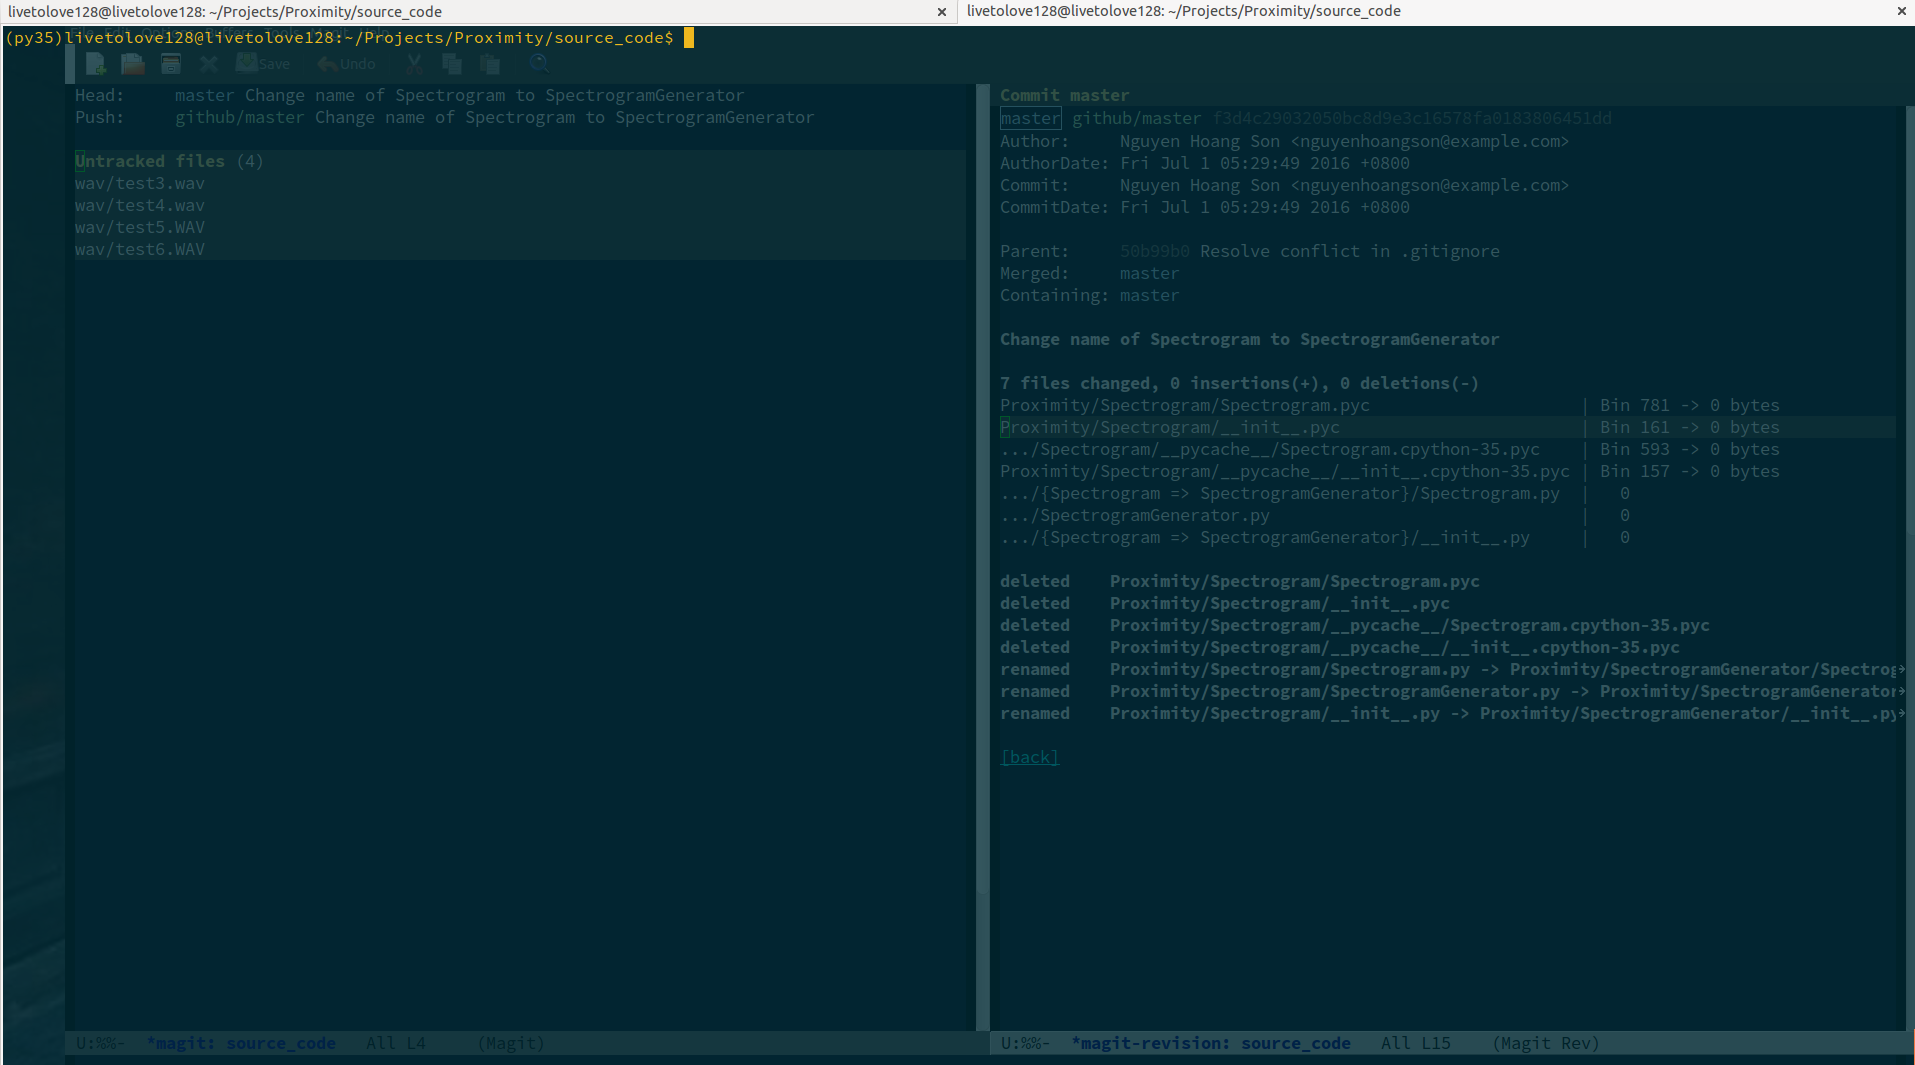 livetolove128@livetolove128: ~/Projects/Proximity/source_code
livetolove128@livetolove128: ~/Projects/Proximity/source_code
(py35)livetolove128@livetolove128:~/Projects/Proximity/source_code$
Save Undo
Head: master Change name of Spectrogram to SpectrogramGenerator
Push: github/master Change name of Spectrogram to SpectrogramGenerator
Untracked files (4)
wav/test3.wav
wav/test4.wav
wav/test5.WAV
wav/test6.WAV
U:%%- *magit: source_code All L4 (Magit)
Commit master
master github/master f3d4c29032050bc8d9e3c16578fa0183806451dd
Author: Nguyen Hoang Son <nguyenhoangson@example.com>
AuthorDate: Fri Jul 1 05:29:49 2016 +0800
Commit: Nguyen Hoang Son <nguyenhoangson@example.com>
CommitDate: Fri Jul 1 05:29:49 2016 +0800
Parent: 50b99b0 Resolve conflict in .gitignore
Merged: master
Containing: master
Change name of Spectrogram to SpectrogramGenerator
7 files changed, 0 insertions(+), 0 deletions(-)
Proximity/Spectrogram/Spectrogram.pyc | Bin 781 -> 0 bytes
Proximity/Spectrogram/__init__.pyc | Bin 161 -> 0 bytes
.../Spectrogram/__pycache__/Spectrogram.cpython-35.pyc | Bin 593 -> 0 bytes
Proximity/Spectrogram/__pycache__/__init__.cpython-35.pyc | Bin 157 -> 0 bytes
.../{Spectrogram => SpectrogramGenerator}/Spectrogram.py | 0
.../SpectrogramGenerator.py | 0
.../{Spectrogram => SpectrogramGenerator}/__init__.py | 0
deleted Proximity/Spectrogram/Spectrogram.pyc
deleted Proximity/Spectrogram/__init__.pyc
deleted Proximity/Spectrogram/__pycache__/Spectrogram.cpython-35.pyc
deleted Proximity/Spectrogram/__pycache__/__init__.cpython-35.pyc
renamed Proximity/Spectrogram/Spectrogram.py -> Proximity/SpectrogramGenerator/Spectrog
renamed Proximity/Spectrogram/SpectrogramGenerator.py -> Proximity/SpectrogramGenerator
renamed Proximity/Spectrogram/__init__.py -> Proximity/SpectrogramGenerator/__init__.py
[back]
U:%%- *magit-revision: source_code All L15 (Magit Rev)